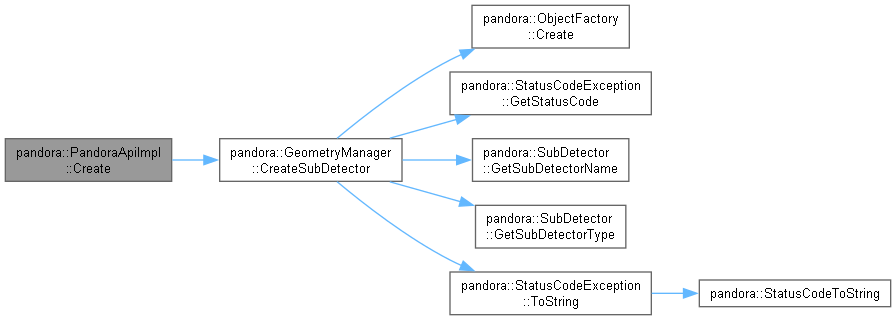 pandora::PandoraApiImpl
::Create
pandora::GeometryManager
::CreateSubDetector
pandora::ObjectFactory
::Create
pandora::StatusCodeException
::GetStatusCode
pandora::SubDetector
::GetSubDetectorName
pandora::SubDetector
::GetSubDetectorType
pandora::StatusCodeException
::ToString
pandora::StatusCodeToString